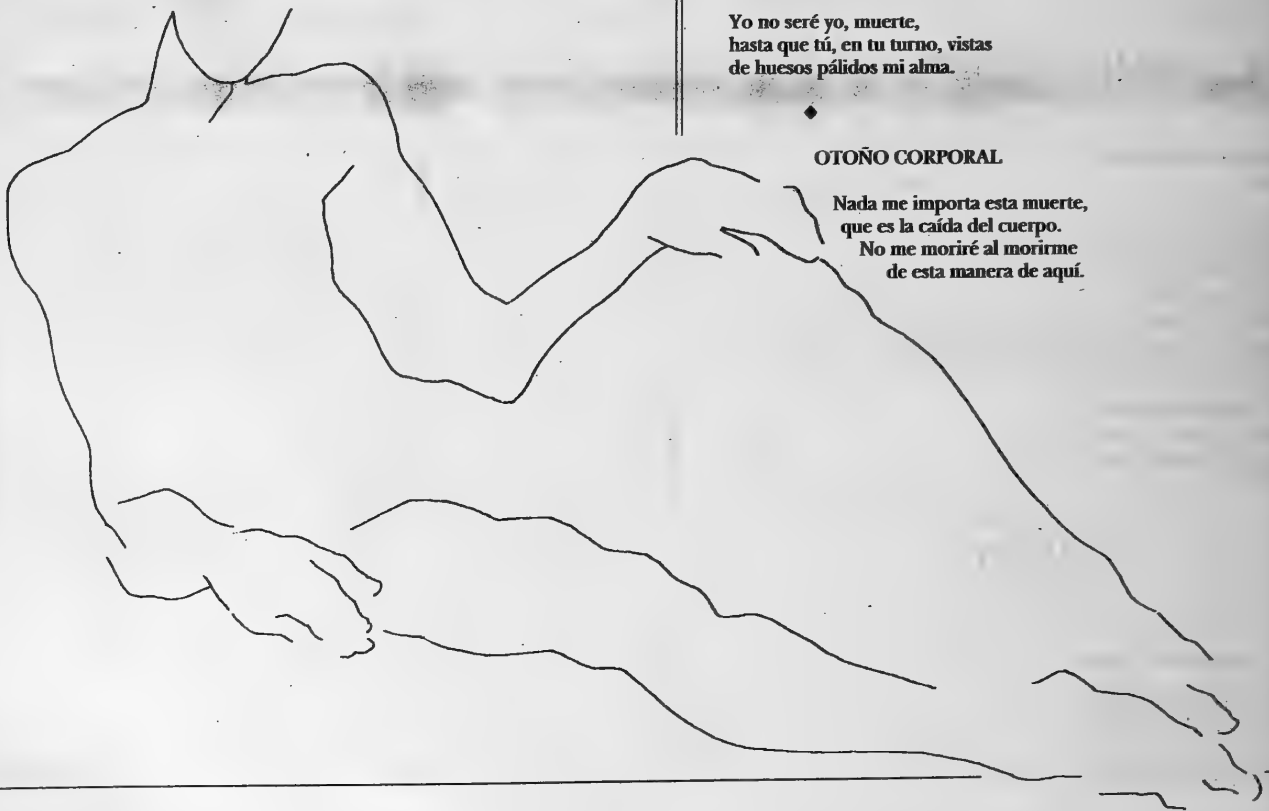 Yo no seré yo, muerte,
hasta que tú, en tu turno, vistas
de huesos pálidos mi alma.
OTOÑO CORPORAL
Nada me importa esta muerte,
que es la caída del cuerpo.
No me moriré al morirme
de esta manera de aquí.